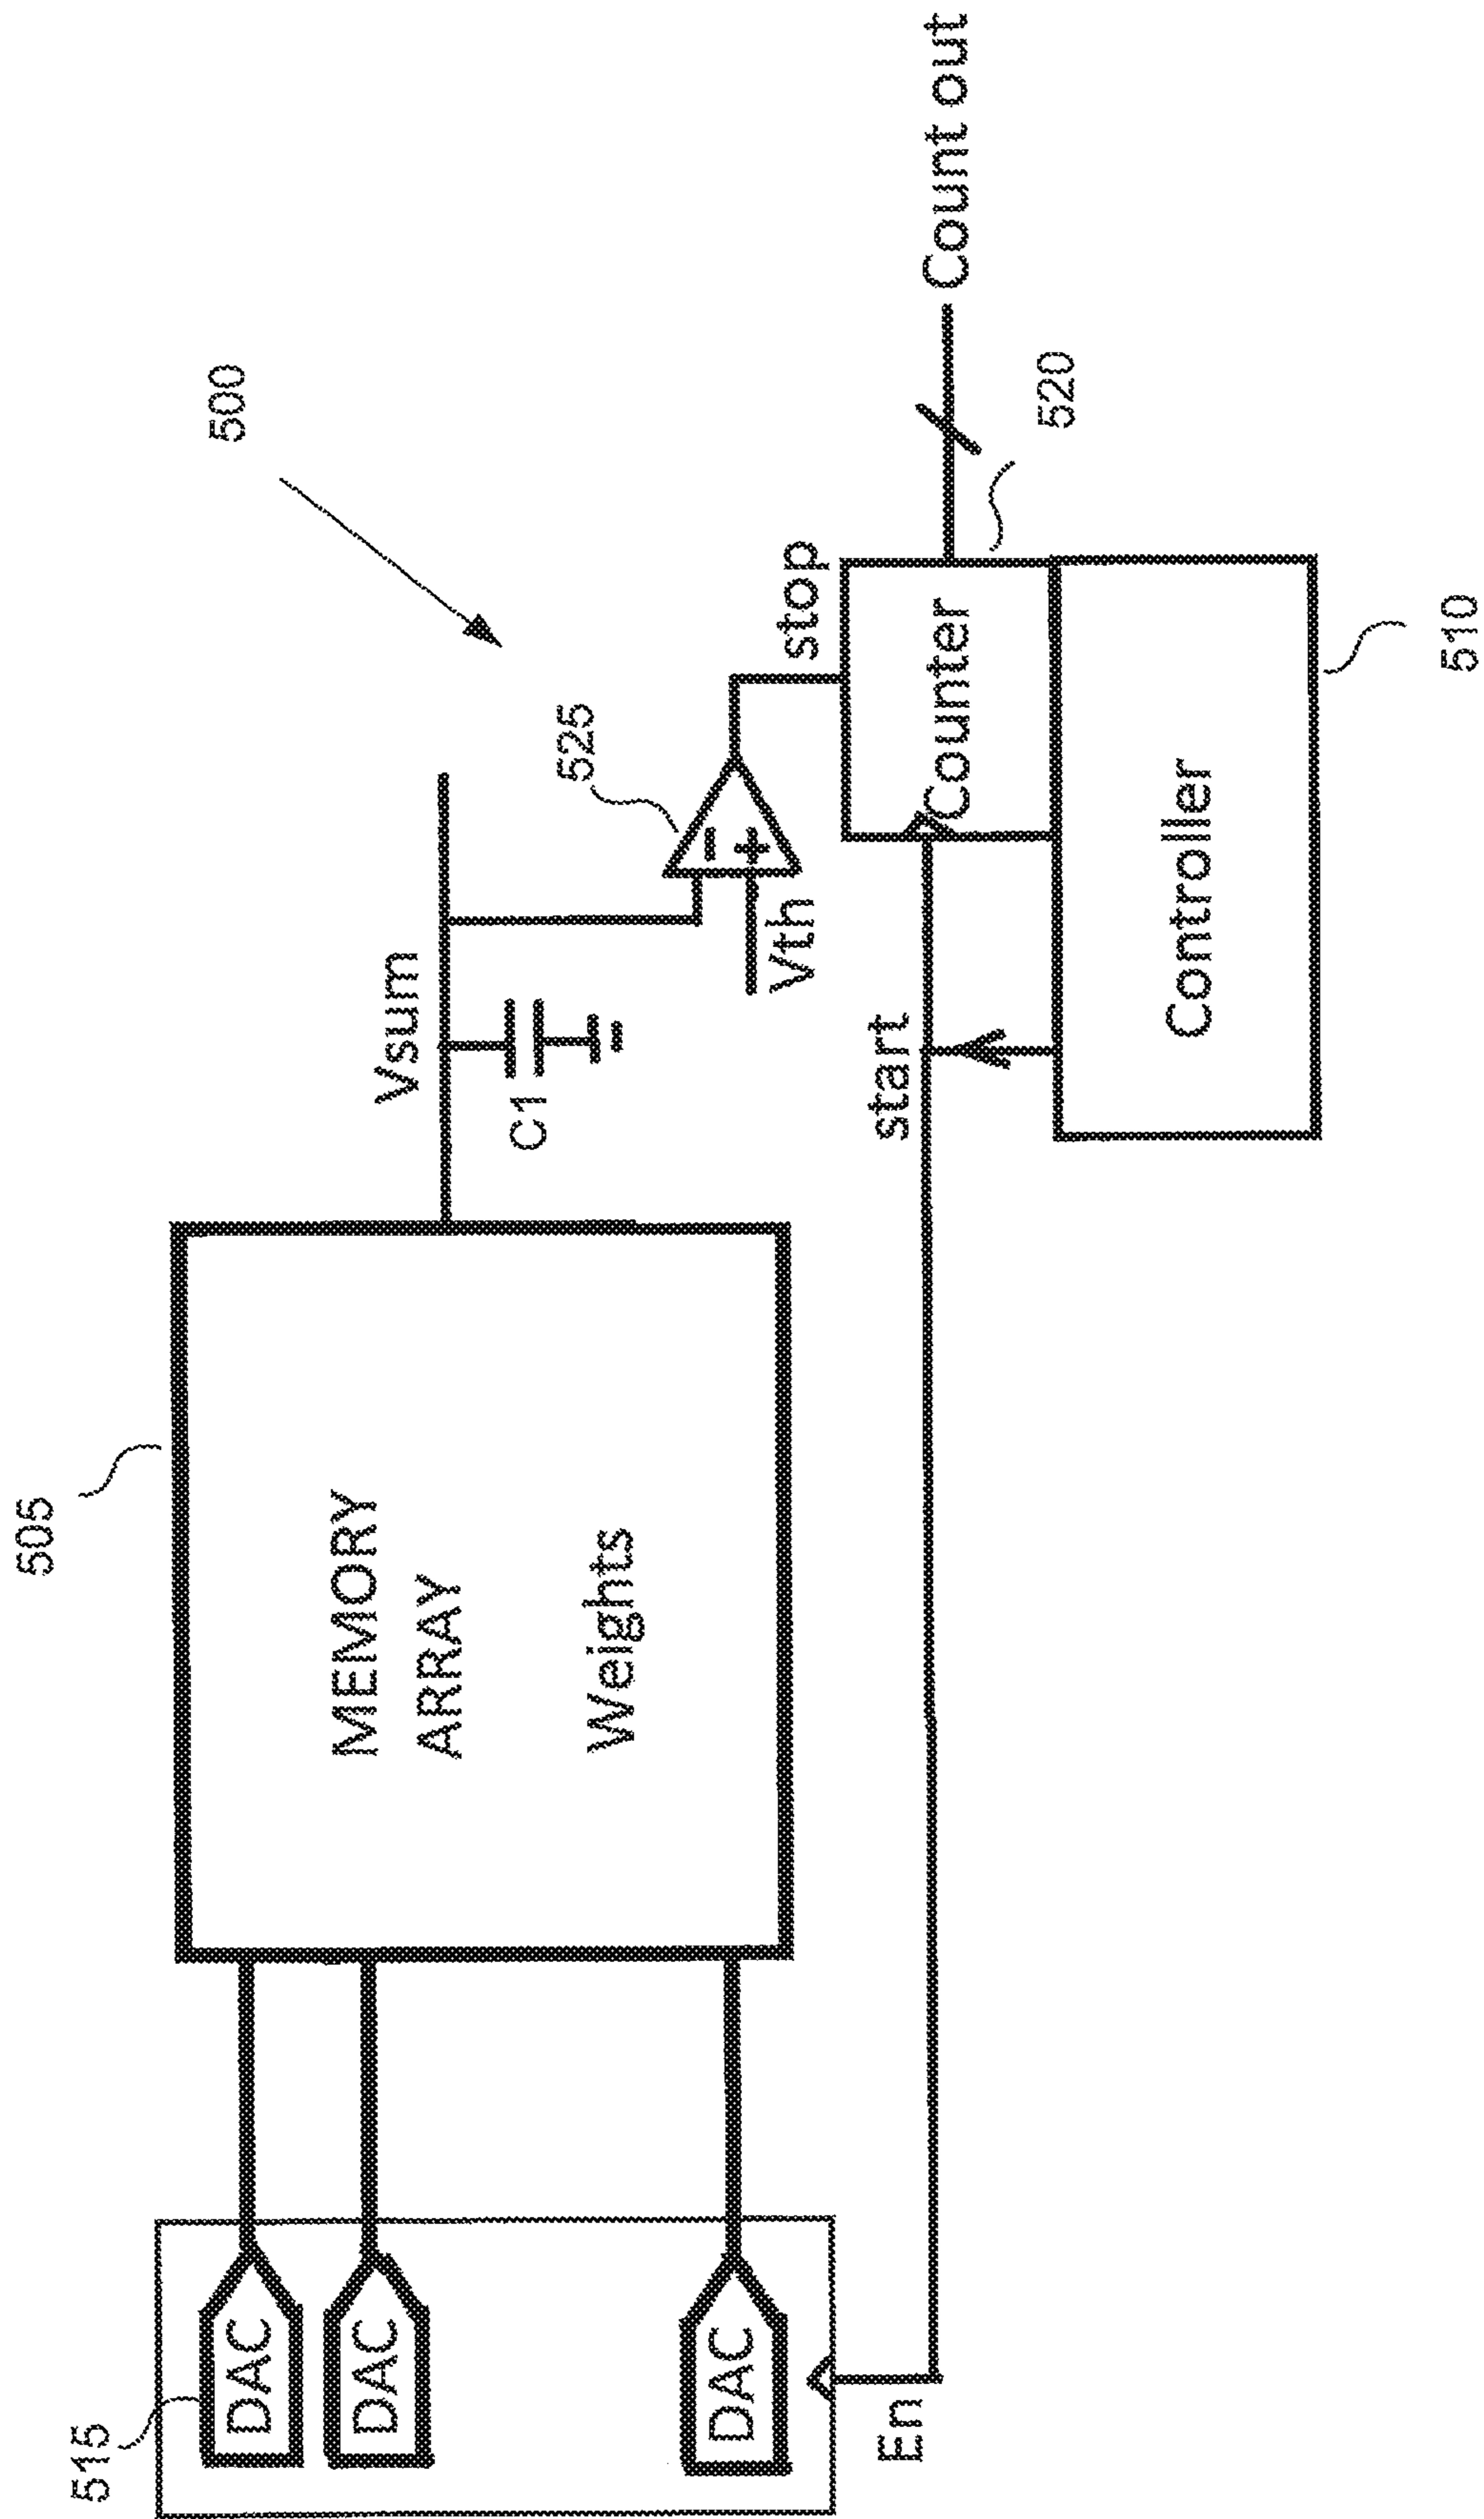 500
505
515
DAC
DAC
DAC
En
MEMORY
ARRAY
Weights
Vsum
C1
525
-
+
Vth
stop
start
Counter
Count out
520
Controller
510